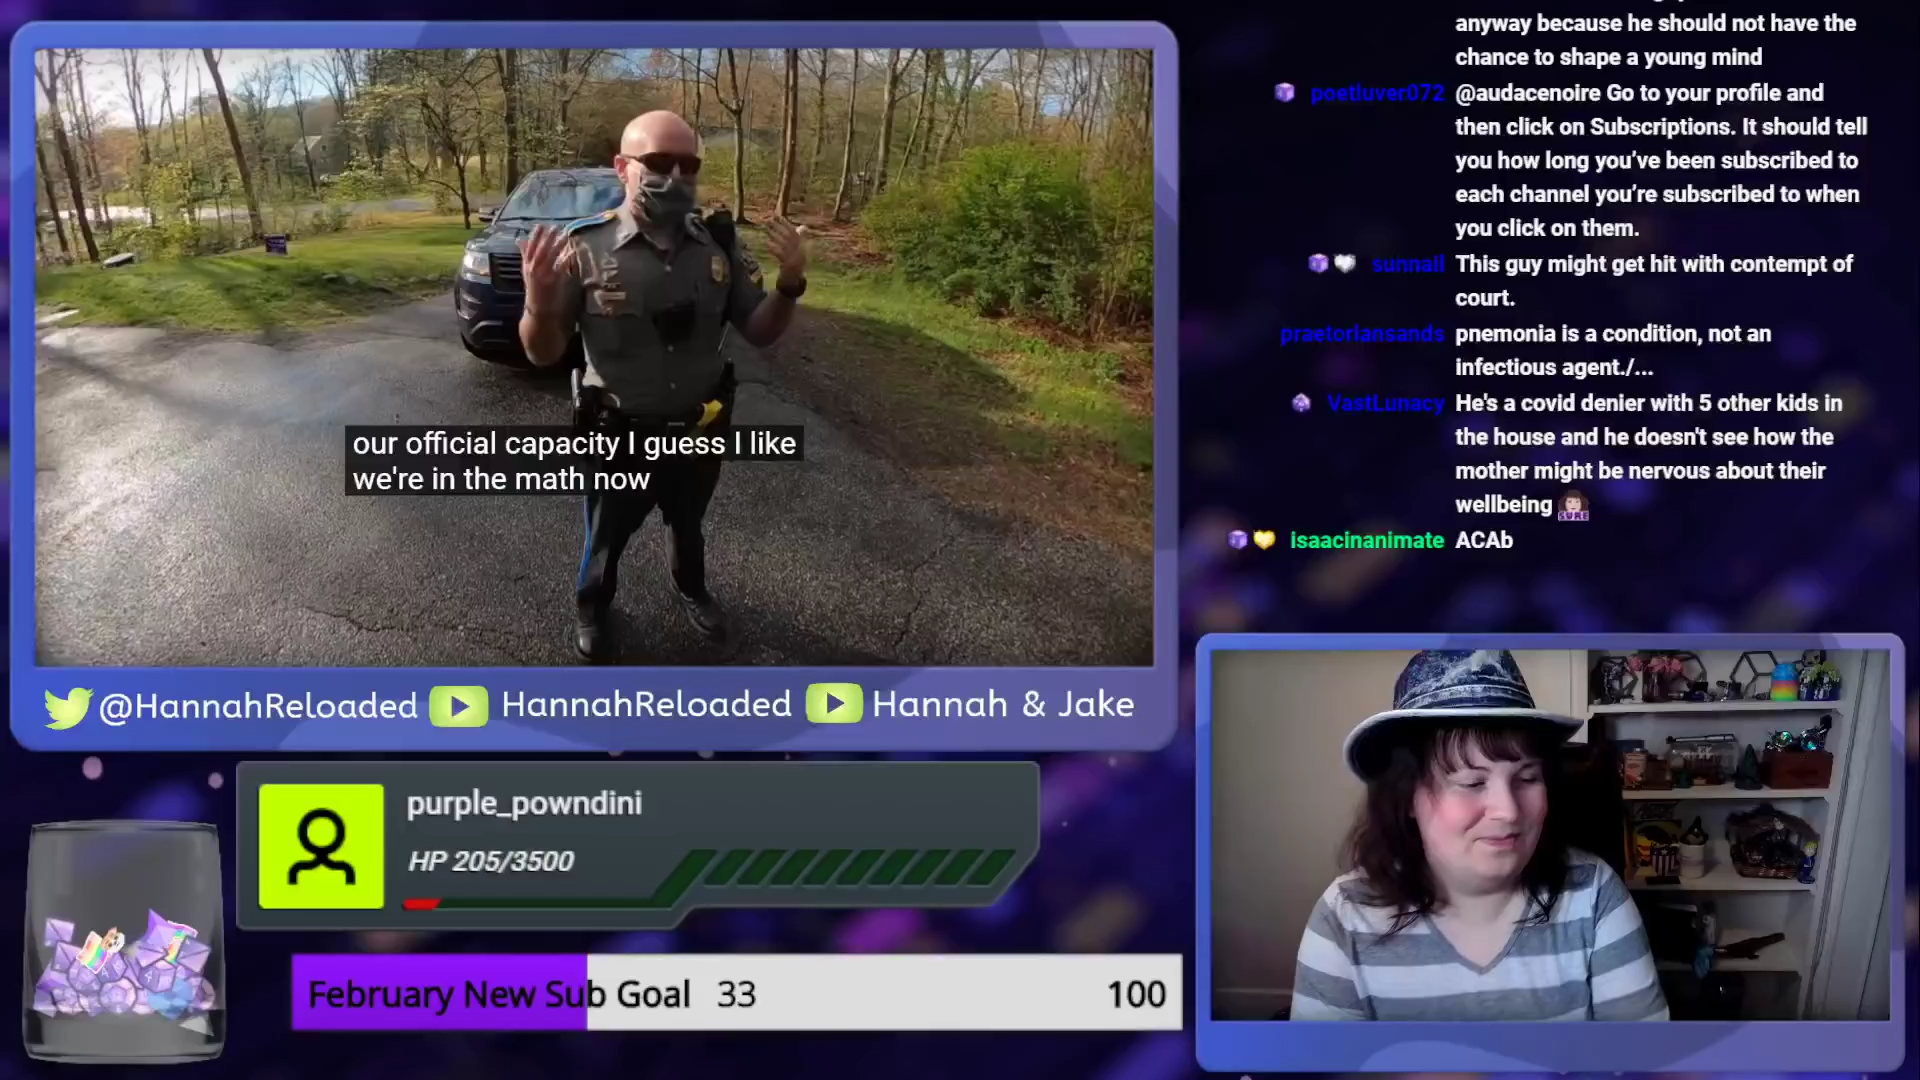 our official capacity I guess I like
we're in the math now
@HannahReloaded HannahReloaded Hannah & Jake
purple_powndini
HP 205/3500
February New Sub Goal 33 100
anyway because he should not have the
chance to shape a young mind
poetluver072 @audacenoire Go to your profile and
then click on Subscriptions. It should tell
you how long you’ve been subscribed to
each channel you’re subscribed to when
you click on them.
sunnail This guy might get hit with contempt of
court.
praetoriansands pnemonia is a condition, not an
infectious agent./...
VastLunacy He's a covid denier with 5 other kids in
the house and he doesn't see how the
mother might be nervous about their
wellbeing SURE
isaacinanimate ACAb